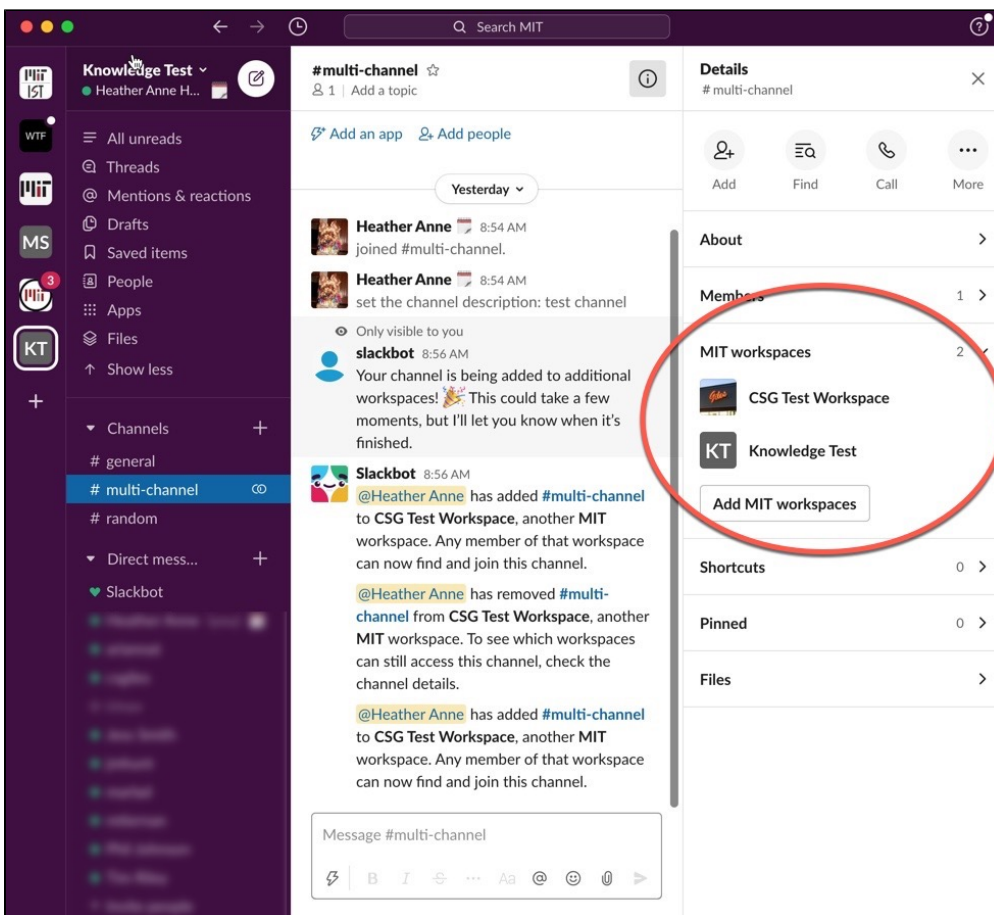 Search MIT
MIT
IST
WTF
MIT
MS
3
MIT
KT
Knowledge Test
Heather Anne H...
All unreads
Threads
@ Mentions & reactions
Drafts
Saved items
People
Apps
Files
Show less
Channels
# general
# multi-channel
# random
Direct mess...
Slackbot
#multi-channel
1 | Add a topic
Add an app Add people
Yesterday
Heather Anne 8:54 AM
joined #multi-channel.
Heather Anne 8:54 AM
set the channel description: test channel
Only visible to you
slackbot 8:56 AM
Your channel is being added to additional
workspaces! This could take a few
moments, but I'll let you know when it's
finished.
Slackbot 8:56 AM
@Heather Anne has added #multi-channel
to CSG Test Workspace, another MIT
workspace. Any member of that workspace
can now find and join this channel.
@Heather Anne has removed #multi-
channel from CSG Test Workspace, another
MIT workspace. To see which workspaces
can still access this channel, check the
channel details.
@Heather Anne has added #multi-channel
to CSG Test Workspace, another MIT
workspace. Any member of that workspace
can now find and join this channel.
Message #multi-channel
B I S ... Aa @
Details
# multi-channel
Add Find Call More
About
Members 1
MIT workspaces 2
CSG Test Workspace
KT Knowledge Test
Add MIT workspaces
Shortcuts 0
Pinned 0
Files